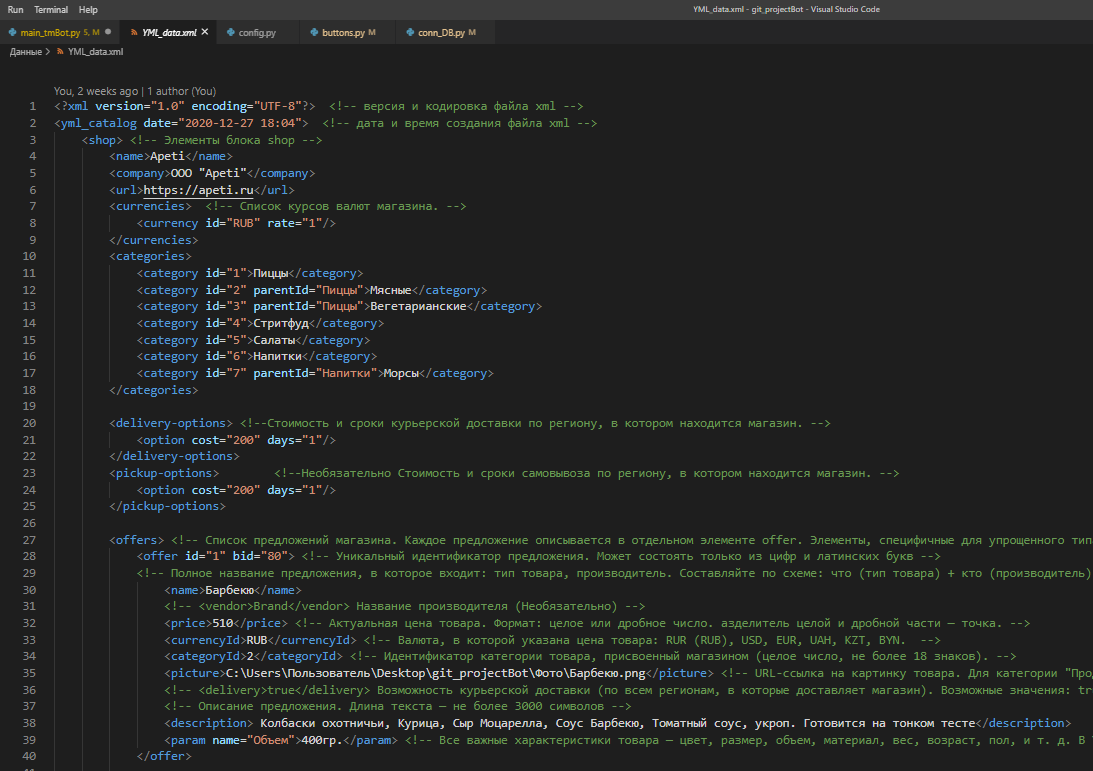 Run Terminal Help YML_data.xml - git_projectBot - Visual Studio Code
main_tmBot.py 5, M YML_data.xml config.py buttons.py M conn_DB.py M
Данные > YML_data.xml
You, 2 weeks ago | 1 author (You)
1 <?xml version="1.0" encoding="UTF-8"?> <!-- версия и кодировка файла xml -->
2 <yml_catalog date="2020-12-27 18:04"> <!-- дата и время создания файла xml -->
3 <shop> <!-- Элементы блока shop -->
4 <name>Apeti</name>
5 <company>ООО "Apeti"</company>
6 <url>https://apeti.ru</url>
7 <currencies> <!-- Список курсов валют магазина. -->
8 <currency id="RUB" rate="1"/>
9 </currencies>
10 <categories>
11 <category id="1">Пиццы</category>
12 <category id="2" parentId="Пиццы">Мясные</category>
13 <category id="3" parentId="Пиццы">Вегетарианские</category>
14 <category id="4">Стритфуд</category>
15 <category id="5">Салаты</category>
16 <category id="6">Напитки</category>
17 <category id="7" parentId="Напитки">Морсы</category>
18 </categories>
19
20 <delivery-options> <!--Стоимость и сроки курьерской доставки по региону, в котором находится магазин. -->
21 <option cost="200" days="1"/>
22 </delivery-options>
23 <pickup-options> <!--Необязательно Стоимость и сроки самовывоза по региону, в котором находится магазин. -->
24 <option cost="200" days="1"/>
25 </pickup-options>
26
27 <offers> <!-- Список предложений магазина. Каждое предложение описывается в отдельном элементе offer. Элементы, специфичные для упрощенного тип
28 <offer id="1" bid="80"> <!-- Уникальный идентификатор предложения. Может состоять только из цифр и латинских букв -->
29 <!-- Полное название предложения, в которое входит: тип товара, производитель. Составляйте по схеме: что (тип товара) + кто (производитель)
30 <name>Барбекю</name>
31 <!-- <vendor>Brand</vendor> Название производителя (Необязательно) -->
32 <price>510</price> <!-- Актуальная цена товара. Формат: целое или дробное число. азделитель целой и дробной части — точка. -->
33 <currencyId>RUB</currencyId> <!-- Валюта, в которой указана цена товара: RUR (RUB), USD, EUR, UAH, KZT, BYN. -->
34 <categoryId>2</categoryId> <!-- Идентификатор категории товара, присвоенный магазином (целое число, не более 18 знаков). -->
35 <picture>C:\Users\Пользователь\Desktop\git_projectBot\Фото\Барбекю.png</picture> <!-- URL-ссылка на картинку товара. Для категории "Про
36 <!-- <delivery>true</delivery> Возможность курьерской доставки (по всем регионам, в которые доставляет магазин). Возможные значения: tr
37 <!-- Описание предложения. Длина текста — не более 3000 символов -->
38 <description> Колбаски охотничьи, Курица, Сыр Моцарелла, Соус Барбекю, Томатный соус, укроп. Готовится на тонком тесте</description>
39 <param name="Объем">400гр.</param> <!-- Все важные характеристики товара — цвет, размер, объем, материал, вес, возраст, пол, и т. д. В
40 </offer>